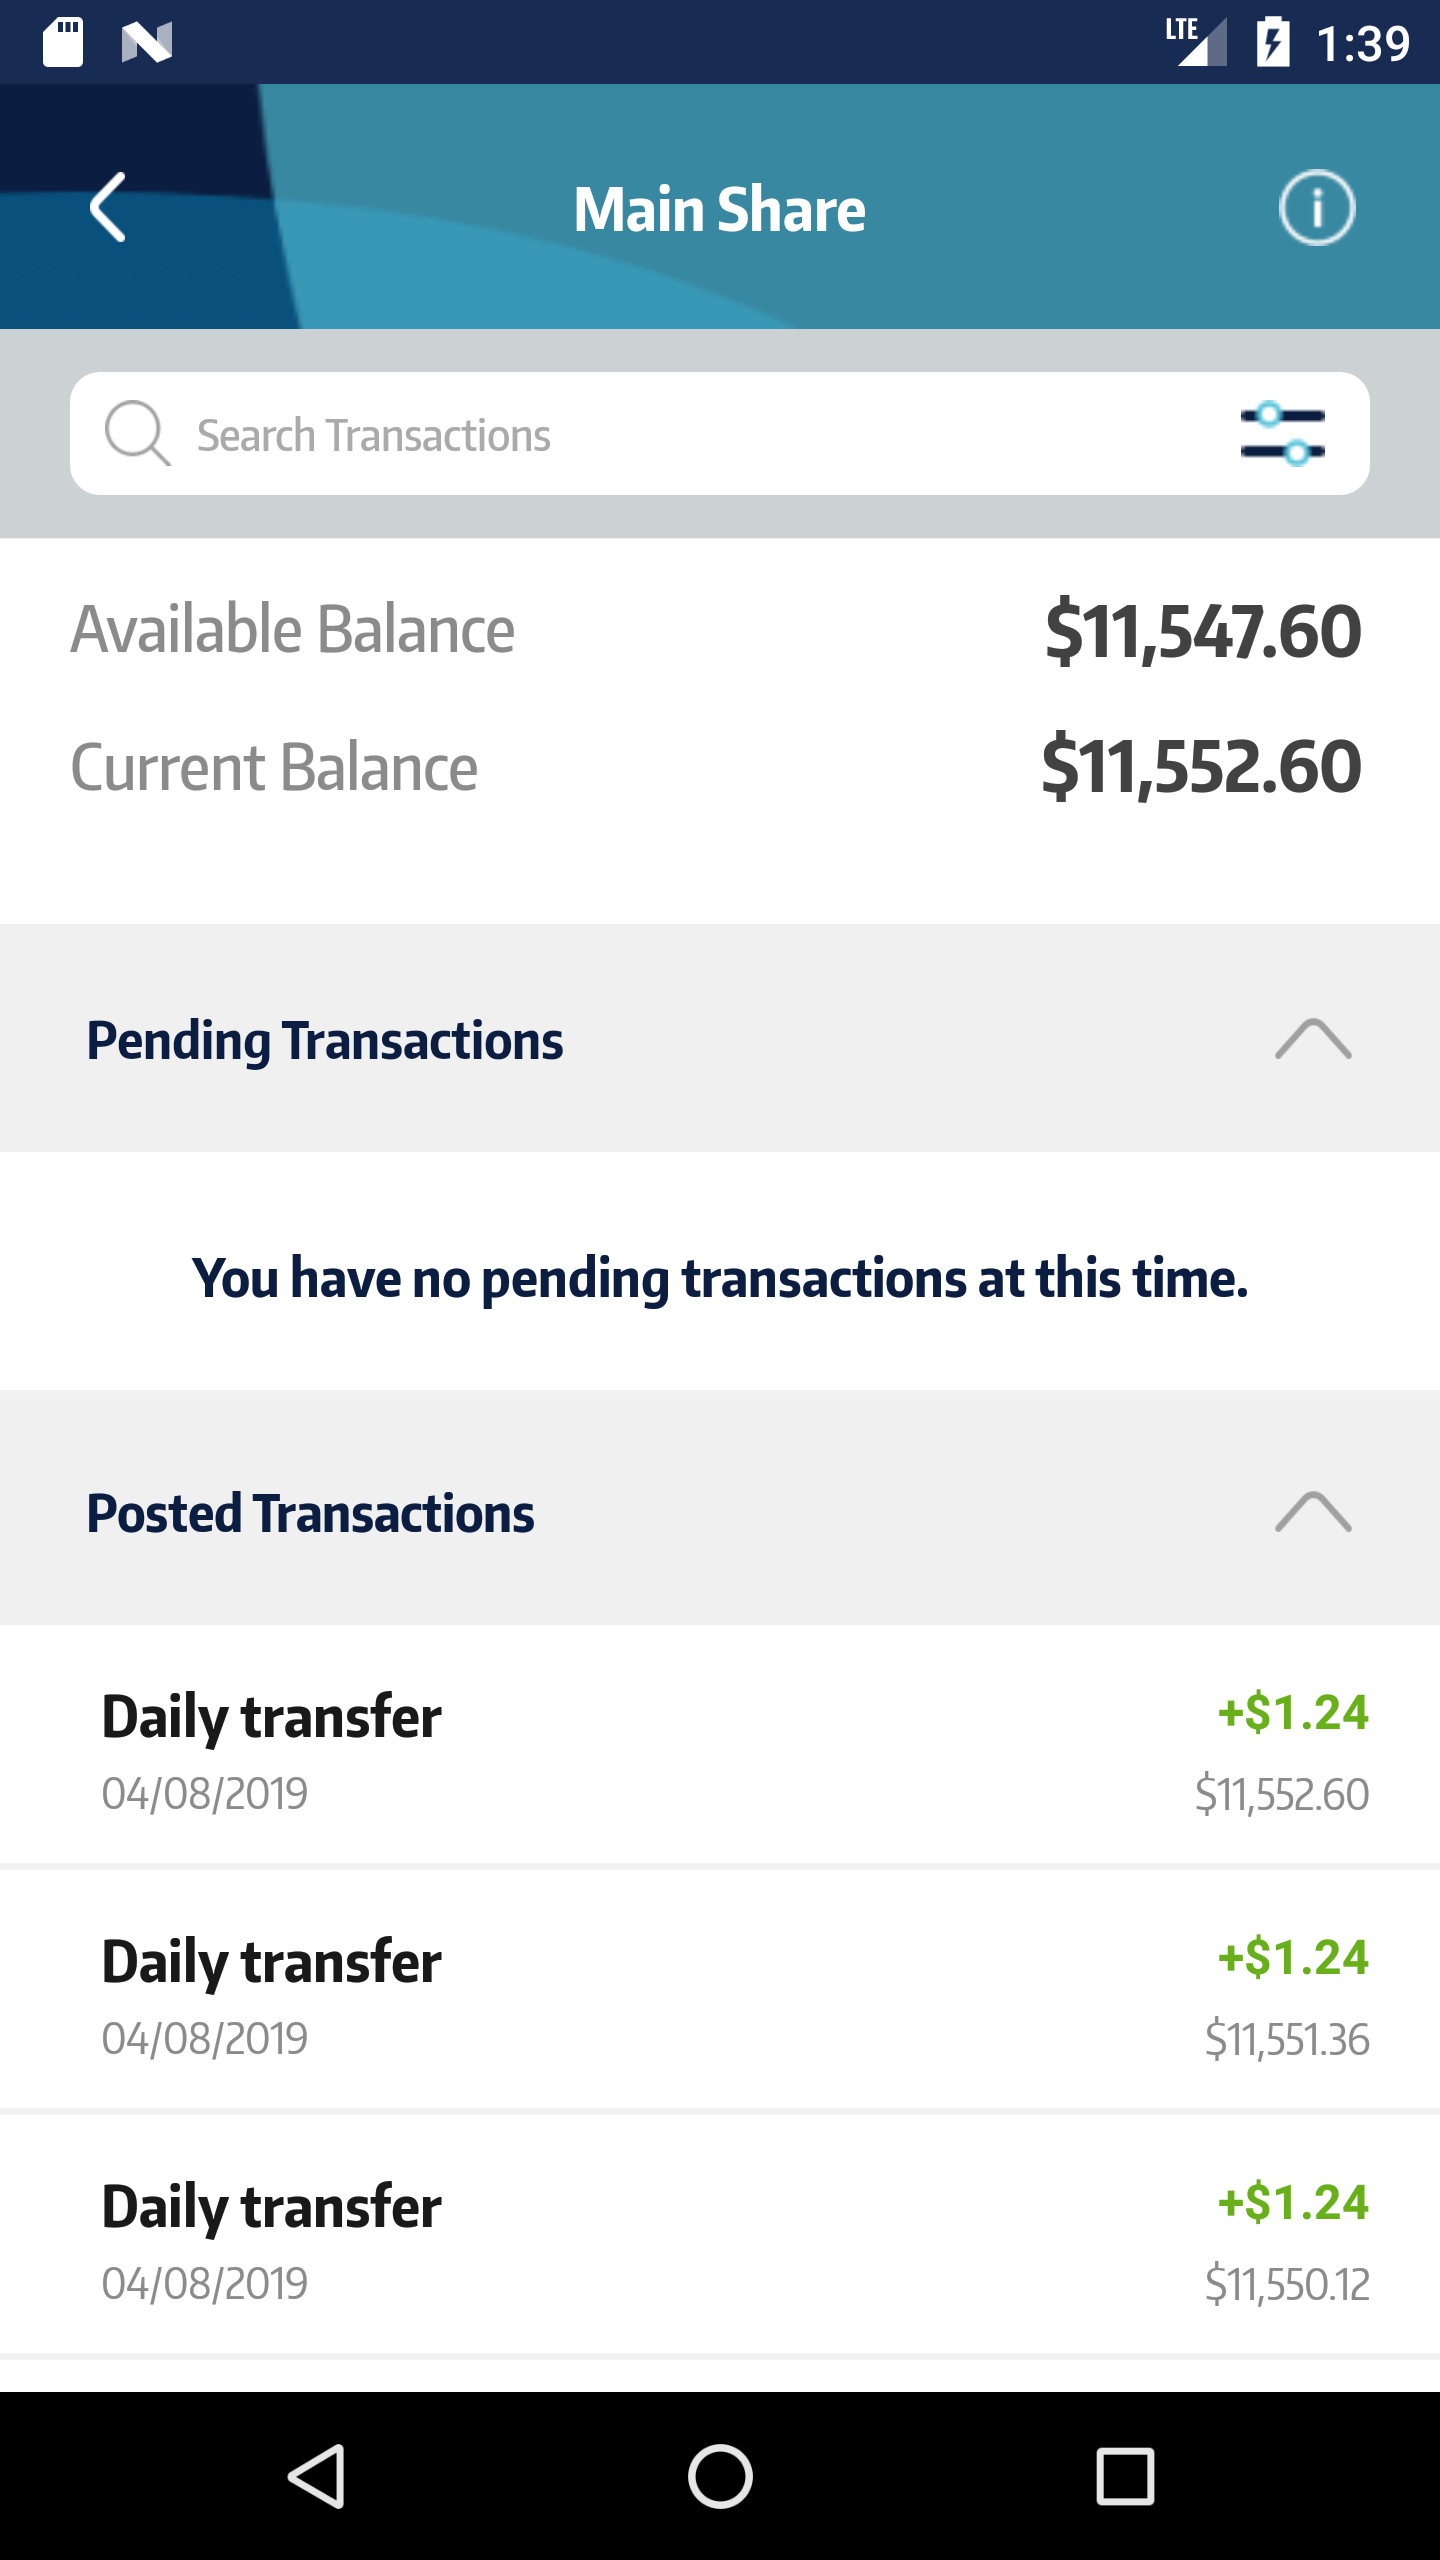 LTE 1:39
Main Share
Search Transactions
Available Balance $11,547.60
Current Balance $11,552.60
Pending Transactions
You have no pending transactions at this time.
Posted Transactions
Daily transfer +$1.24
04/08/2019 $11,552.60
Daily transfer +$1.24
04/08/2019 $11,551.36
Daily transfer +$1.24
04/08/2019 $11,550.12